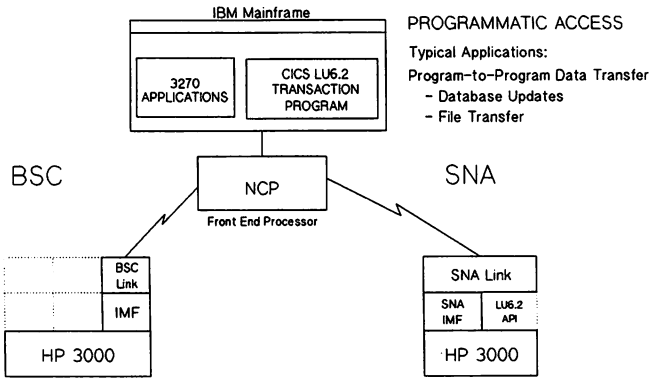 IBM Mainframe
PROGRAMMATIC ACCESS
Typical Applications:
Program-to-Program Data Transfer
- Database Updates
- File Transfer
3270
APPLICATIONS
CICS LU6.2
TRANSACTION
PROGRAM
BSC
SNA
NCP
Front End Processor
BSC
Link
IMF
HP 3000
SNA Link
SNA
IMF
LU6.2
API
HP 3000